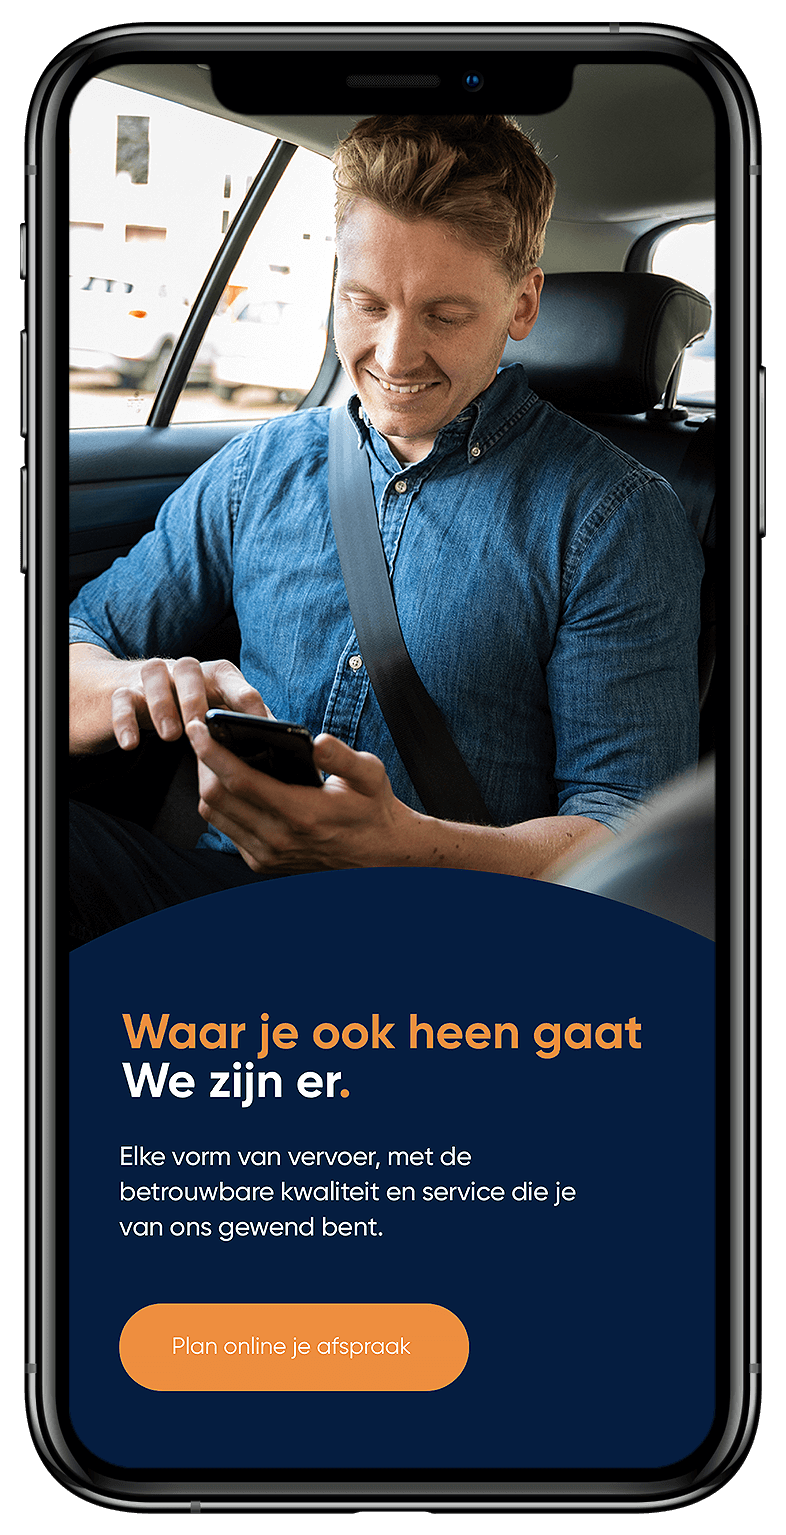 Waar je ook heen gaat
We zijn er.
Elke vorm van vervoer, met de
betrouwbare kwaliteit en service die je
van ons gewend bent.
Plan online je afspraak